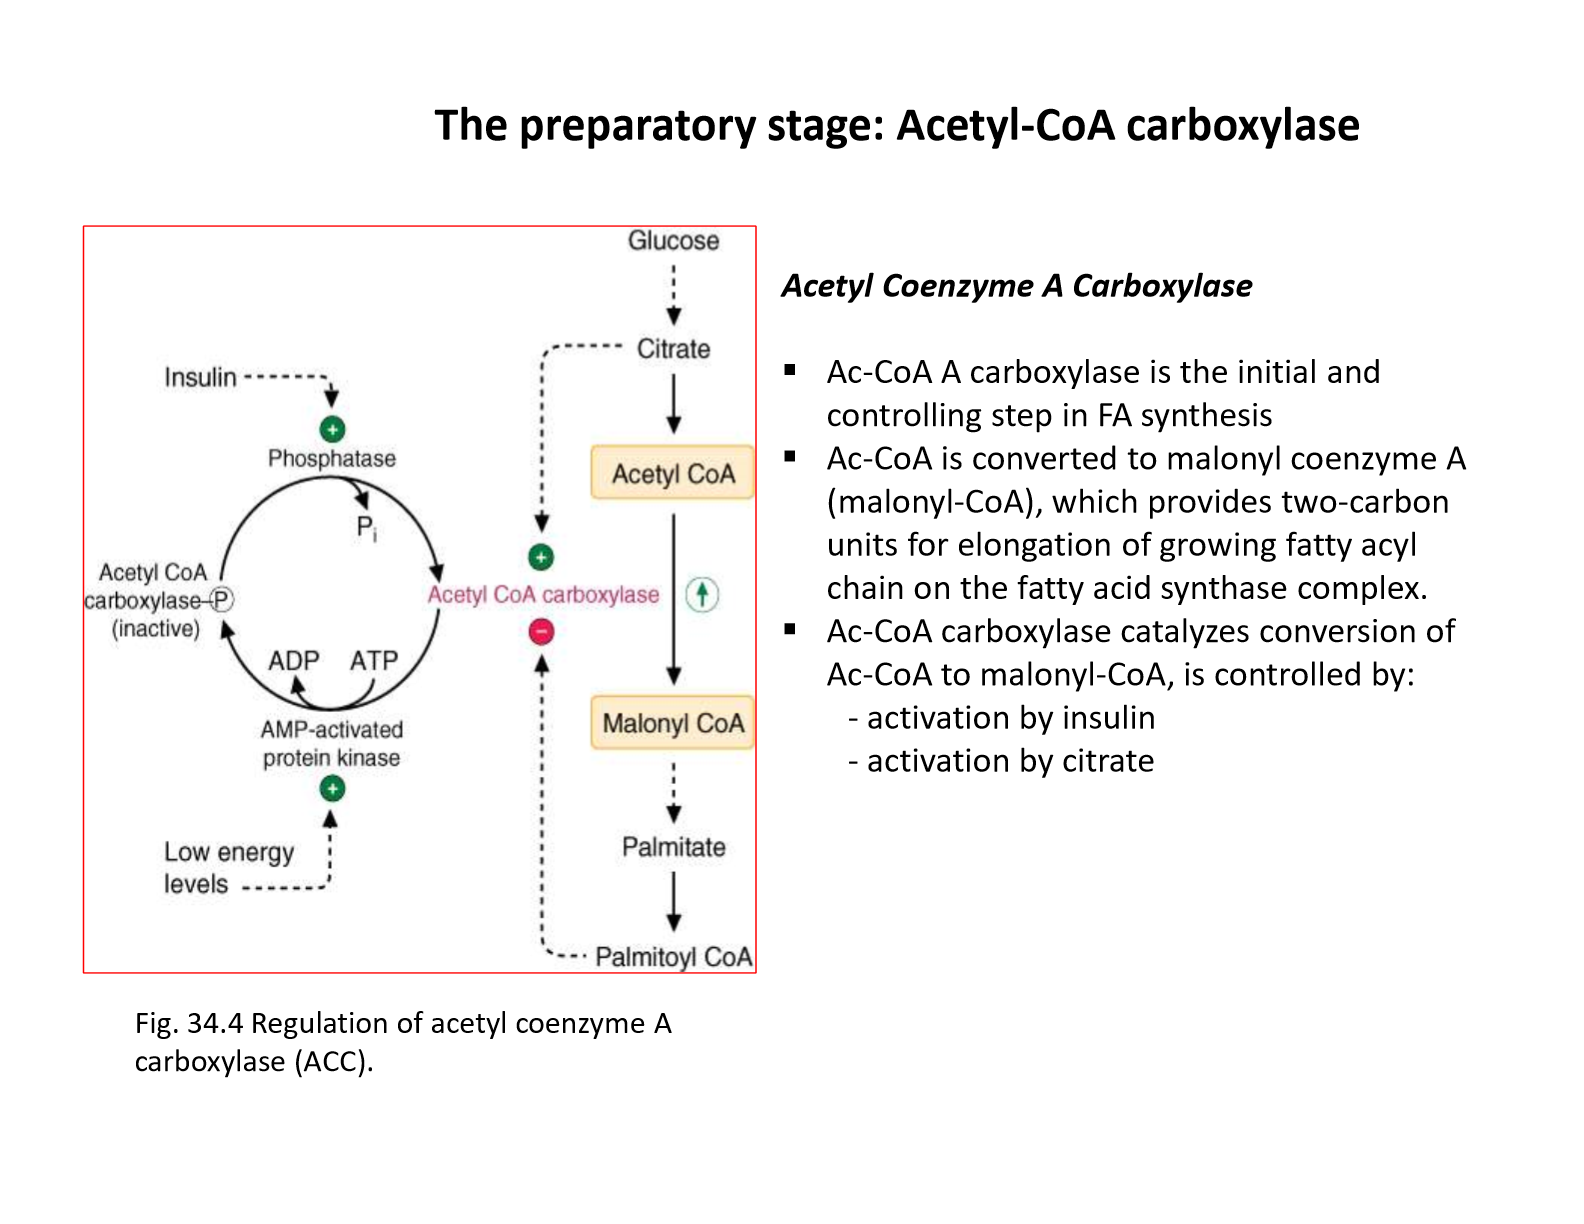 The preparatory stage: Acetyl-CoA carboxylase
Glucose
Citrate
Insulin
+
Phosphatase
Pi
Acetyl CoA
+
Acetyl CoA
carboxylase–P
(inactive)
Acetyl CoA carboxylase
−
ADP ATP
AMP-activated
protein kinase
+
Malonyl CoA
Low energy
levels
Palmitate
Palmitoyl CoA
Fig. 34.4 Regulation of acetyl coenzyme A
carboxylase (ACC).
Acetyl Coenzyme A Carboxylase
▪ Ac-CoA A carboxylase is the initial and
controlling step in FA synthesis
▪ Ac-CoA is converted to malonyl coenzyme A
(malonyl-CoA), which provides two-carbon
units for elongation of growing fatty acyl
chain on the fatty acid synthase complex.
▪ Ac-CoA carboxylase catalyzes conversion of
Ac-CoA to malonyl-CoA, is controlled by:
- activation by insulin
- activation by citrate